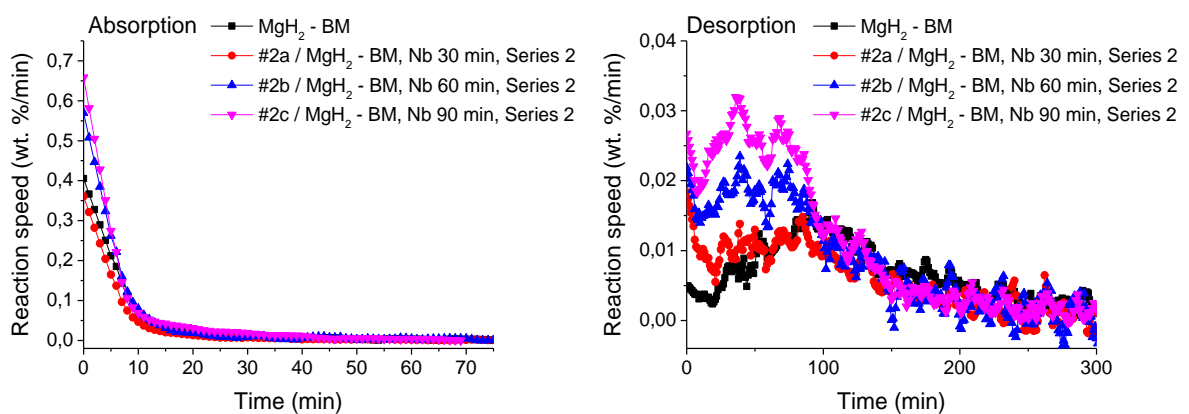 Absorption
MgH₂ - BM
#2a / MgH₂ - BM, Nb 30 min, Series 2
#2b / MgH₂ - BM, Nb 60 min, Series 2
#2c / MgH₂ - BM, Nb 90 min, Series 2
Reaction speed (wt. %/min)
0,7
0,6
0,5
0,4
0,3
0,2
0,1
0,0
0 10 20 30 40 50 60 70
Time (min)
Desorption
MgH₂ - BM
#2a / MgH₂ - BM, Nb 30 min, Series 2
#2b / MgH₂ - BM, Nb 60 min, Series 2
#2c / MgH₂ - BM, Nb 90 min, Series 2
Reaction speed (wt. %/min)
0,04
0,03
0,02
0,01
0,00
0 100 200 300
Time (min)